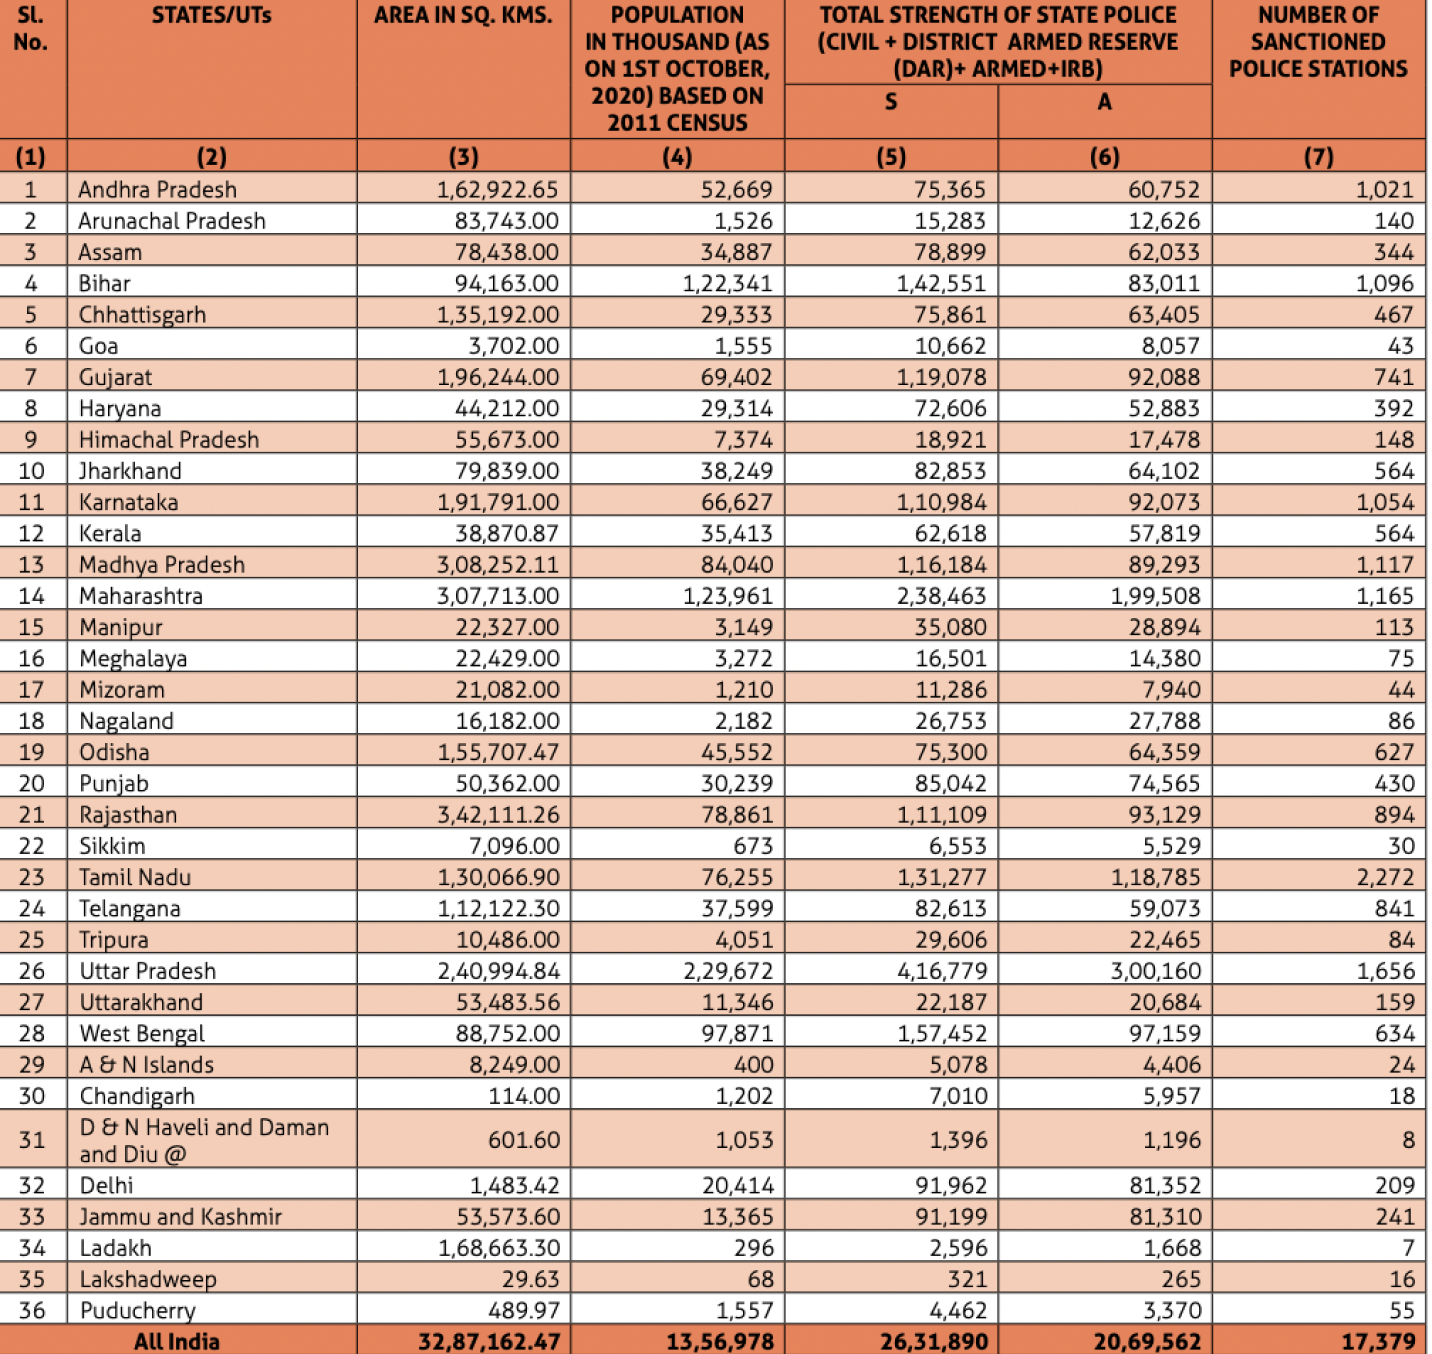 Sl. No. STATES/UTs AREA IN SQ. KMS. POPULATION IN THOUSAND (AS ON 1ST OCTOBER, 2020) BASED ON 2011 CENSUS TOTAL STRENGTH OF STATE POLICE (CIVIL + DISTRICT ARMED RESERVE (DAR)+ ARMED+IRB) NUMBER OF SANCTIONED POLICE STATIONS
S A
(1) (2) (3) (4) (5) (6) (7)
1 Andhra Pradesh 1,62,922.65 52,669 75,365 60,752 1,021
2 Arunachal Pradesh 83,743.00 1,526 15,283 12,626 140
3 Assam 78,438.00 34,887 78,899 62,033 344
4 Bihar 94,163.00 1,22,341 1,42,551 83,011 1,096
5 Chhattisgarh 1,35,192.00 29,333 75,861 63,405 467
6 Goa 3,702.00 1,555 10,662 8,057 43
7 Gujarat 1,96,244.00 69,402 1,19,078 92,088 741
8 Haryana 44,212.00 29,314 72,606 52,883 392
9 Himachal Pradesh 55,673.00 7,374 18,921 17,478 148
10 Jharkhand 79,839.00 38,249 82,853 64,102 564
11 Karnataka 1,91,791.00 66,627 1,10,984 92,073 1,054
12 Kerala 38,870.87 35,413 62,618 57,819 564
13 Madhya Pradesh 3,08,252.11 84,040 1,16,184 89,293 1,117
14 Maharashtra 3,07,713.00 1,23,961 2,38,463 1,99,508 1,165
15 Manipur 22,327.00 3,149 35,080 28,894 113
16 Meghalaya 22,429.00 3,272 16,501 14,380 75
17 Mizoram 21,082.00 1,210 11,286 7,940 44
18 Nagaland 16,182.00 2,182 26,753 27,788 86
19 Odisha 1,55,707.47 45,552 75,300 64,359 627
20 Punjab 50,362.00 30,239 85,042 74,565 430
21 Rajasthan 3,42,111.26 78,861 1,11,109 93,129 894
22 Sikkim 7,096.00 673 6,553 5,529 30
23 Tamil Nadu 1,30,066.90 76,255 1,31,277 1,18,785 2,272
24 Telangana 1,12,122.30 37,599 82,613 59,073 841
25 Tripura 10,486.00 4,051 29,606 22,465 84
26 Uttar Pradesh 2,40,994.84 2,29,672 4,16,779 3,00,160 1,656
27 Uttarakhand 53,483.56 11,346 22,187 20,684 159
28 West Bengal 88,752.00 97,871 1,57,452 97,159 634
29 A & N Islands 8,249.00 400 5,078 4,406 24
30 Chandigarh 114.00 1,202 7,010 5,957 18
31 D & N Haveli and Daman and Diu @ 601.60 1,053 1,396 1,196 8
32 Delhi 1,483.42 20,414 91,962 81,352 209
33 Jammu and Kashmir 53,573.60 13,365 91,199 81,310 241
34 Ladakh 1,68,663.30 296 2,596 1,668 7
35 Lakshadweep 29.63 68 321 265 16
36 Puducherry 489.97 1,557 4,462 3,370 55
All India 32,87,162.47 13,56,978 26,31,890 20,69,562 17,379